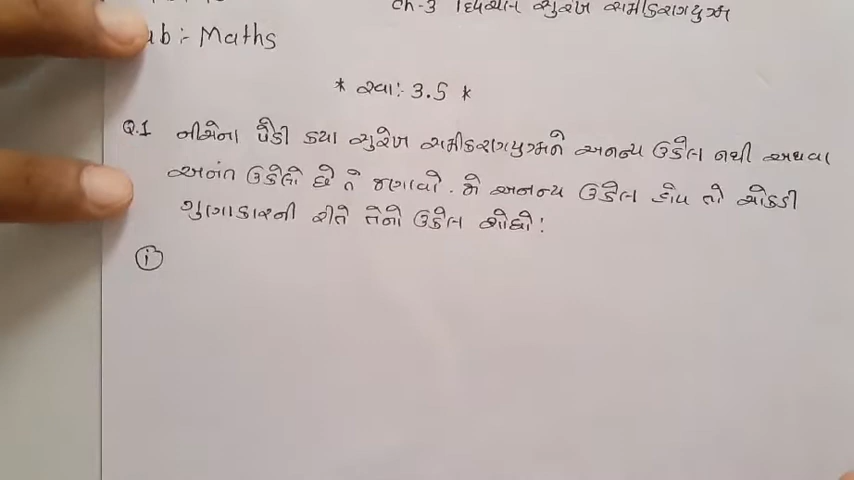 Ch-3 દ્વિચલ સુરેખ સમીકરણયુગ્મ
ub :- Maths
* સ્વા:- 3.5 *
Q.1 નીચેના પૈકી કયા સુરેખ સમીકરણયુગ્મને અનન્ય ઉકેલ નથી અથવા
અનંત ઉકેલો છે તે જણાવો. જો અનન્ય ઉકેલ હોય તો ચોકડી
ગુણાકારની રીતે તેનો ઉકેલ શોધો!
(i)